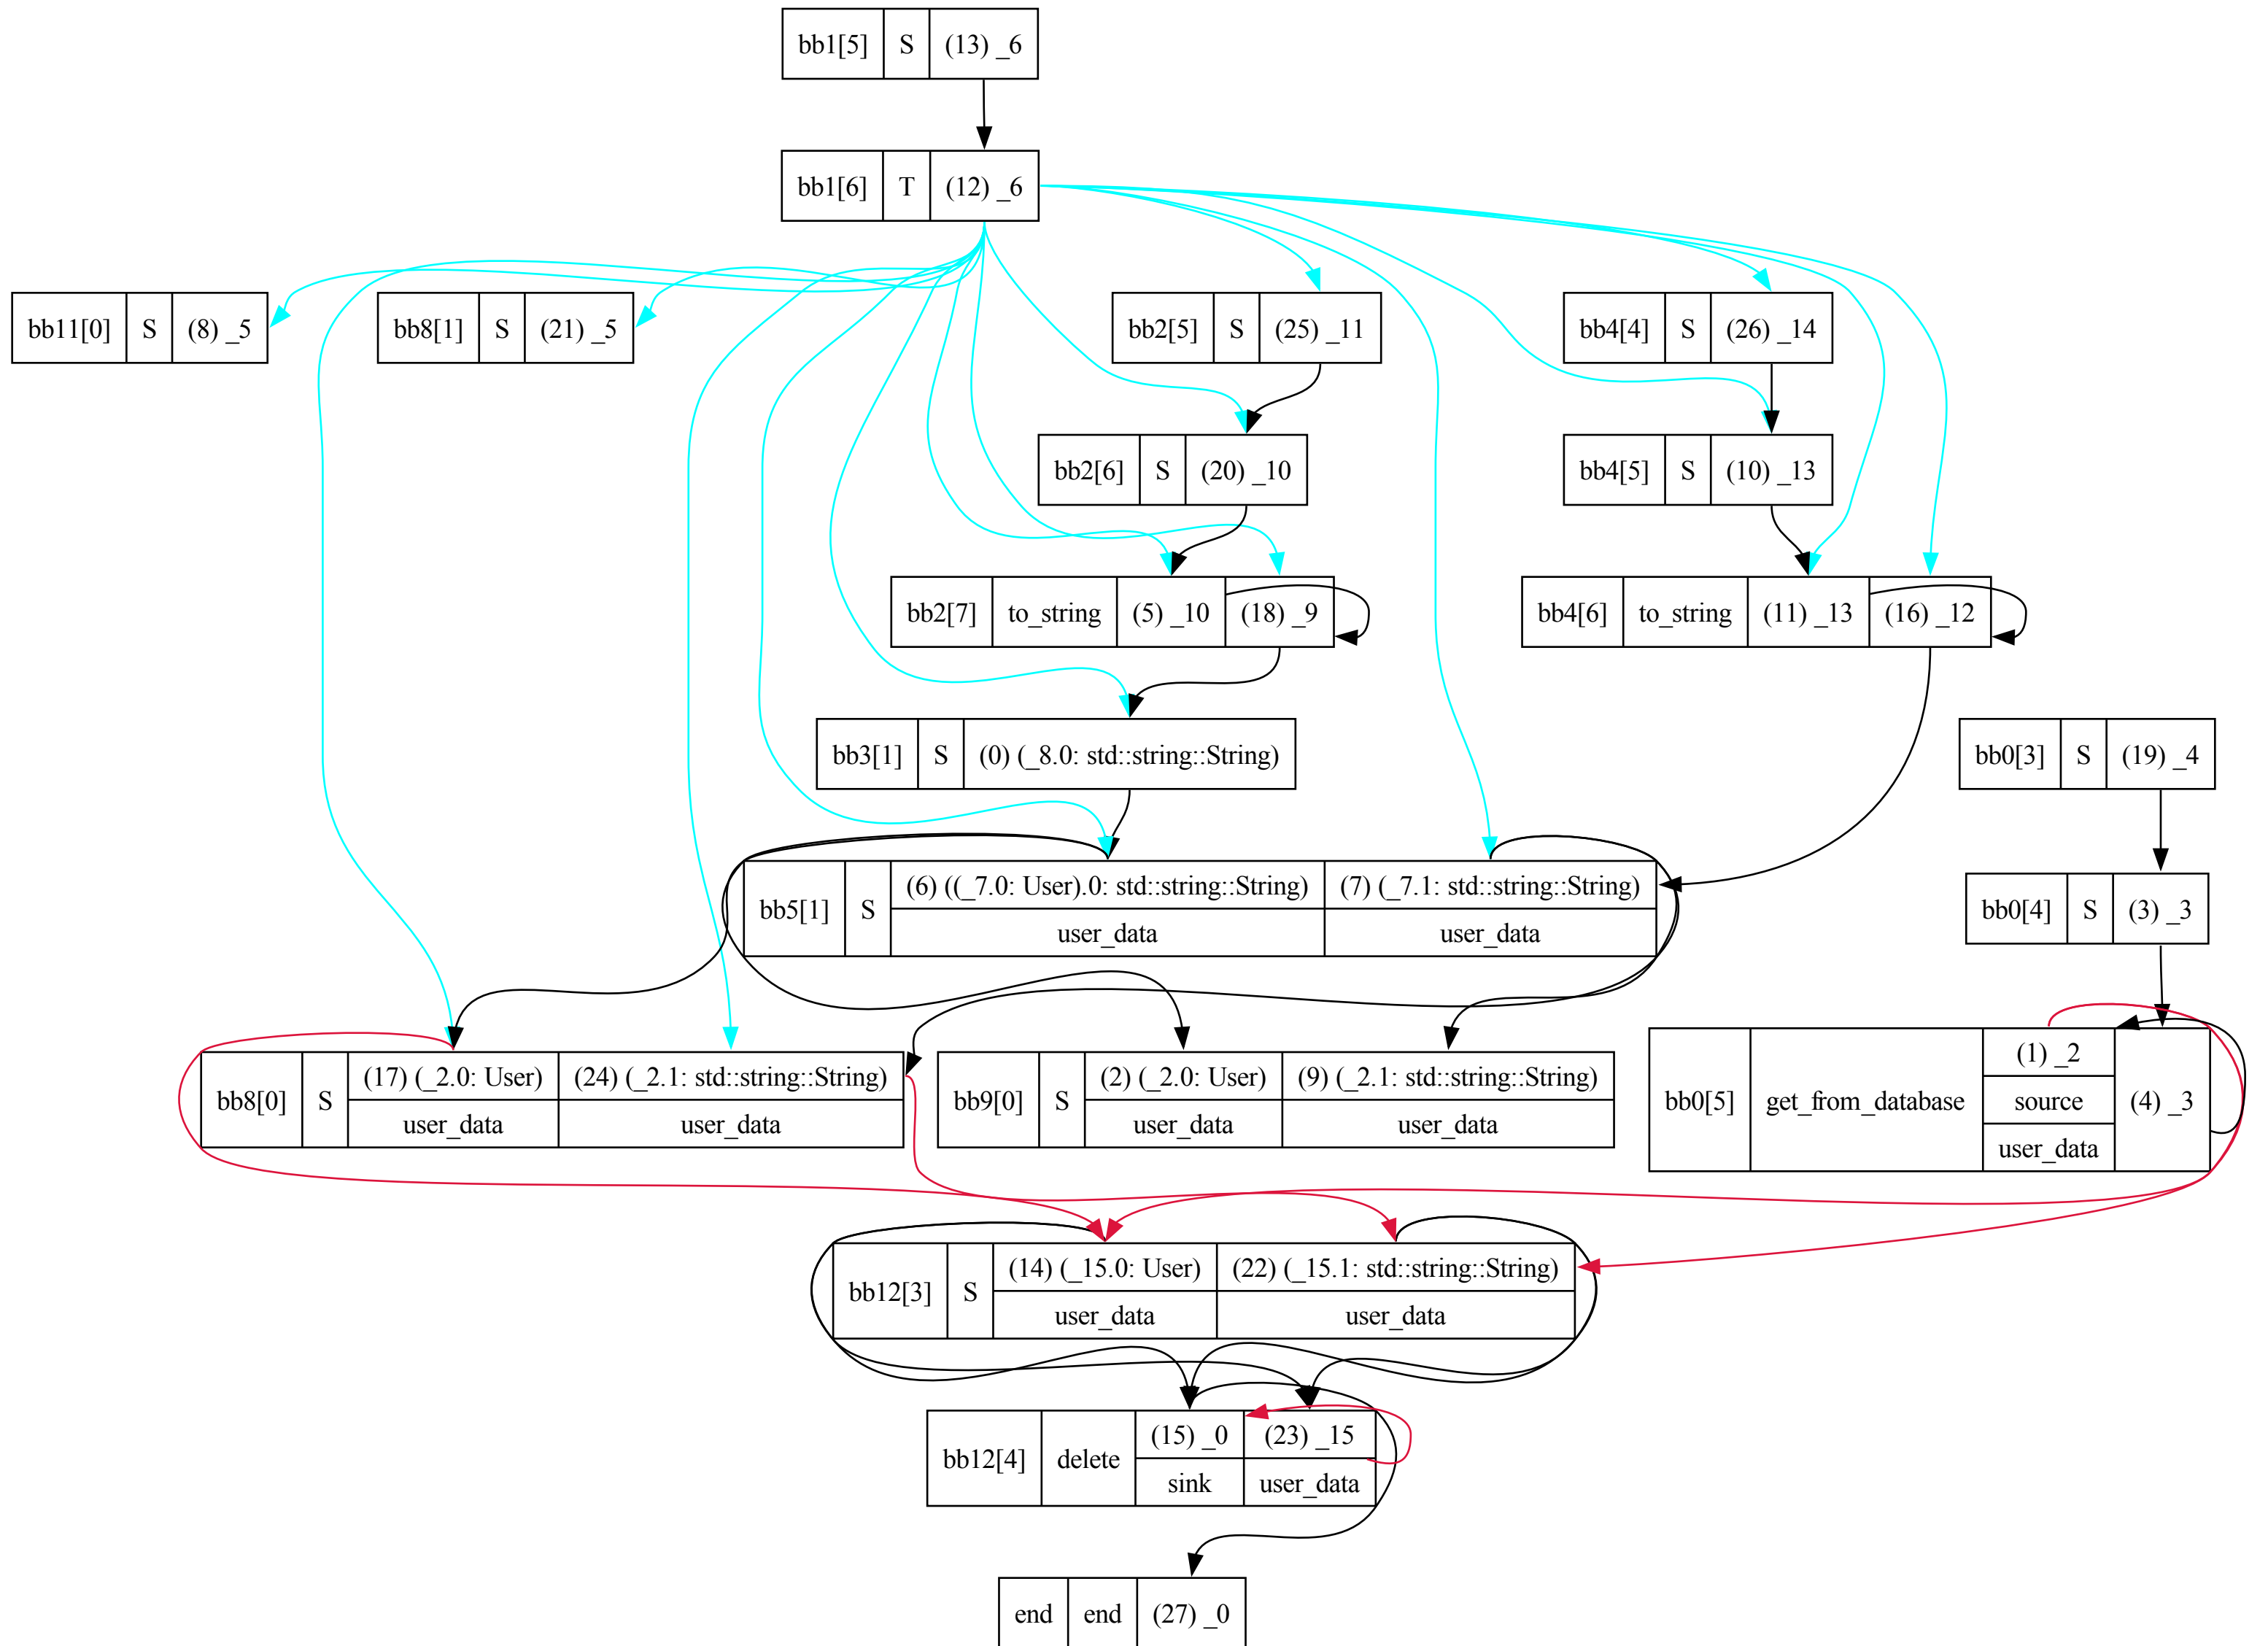 bb1[5] S (13) _6
bb1[6] T (12) _6
bb11[0] S (8) _5
bb8[1] S (21) _5
bb2[5] S (25) _11
bb4[4] S (26) _14
bb2[6] S (20) _10
bb4[5] S (10) _13
bb2[7] to_string (5) _10 (18) _9
bb4[6] to_string (11) _13 (16) _12
bb3[1] S (0) (_8.0: std::string::String)
bb0[3] S (19) _4
bb5[1] S (6) ((_7.0: User).0: std::string::String) (7) (_7.1: std::string::String)
user_data user_data
bb0[4] S (3) _3
bb8[0] S (17) (_2.0: User) (24) (_2.1: std::string::String)
user_data user_data
bb9[0] S (2) (_2.0: User) (9) (_2.1: std::string::String)
user_data user_data
bb0[5] get_from_database (1) _2 (4) _3
source
user_data
bb12[3] S (14) (_15.0: User) (22) (_15.1: std::string::String)
user_data user_data
bb12[4] delete (15) _0 (23) _15
sink user_data
end end (27) _0